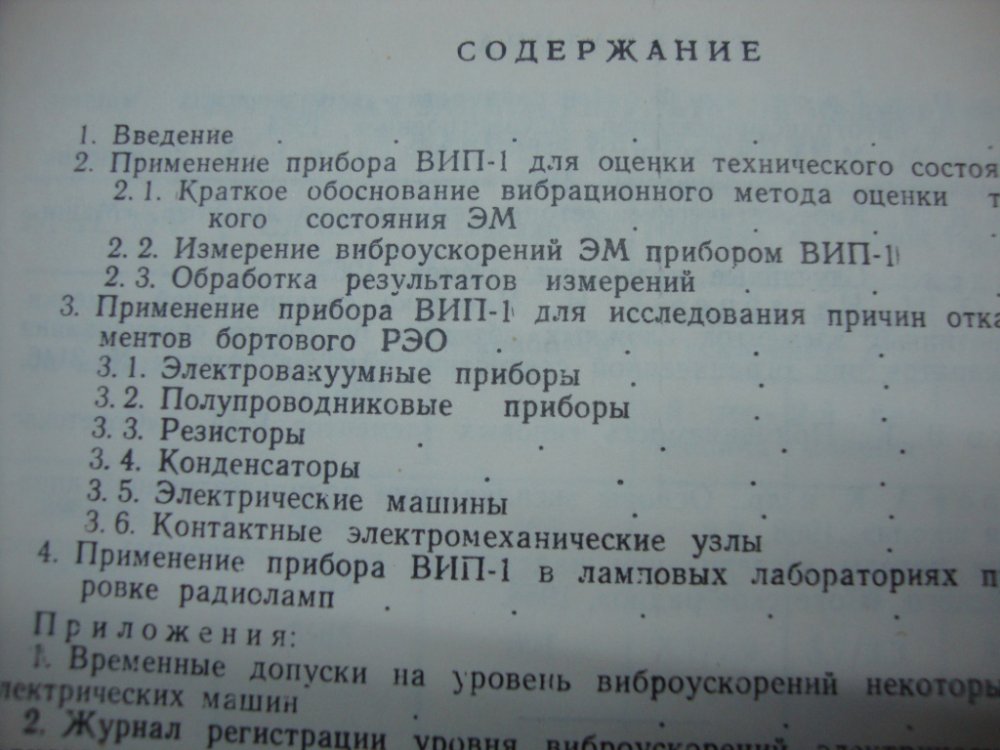 СОДЕРЖАНИЕ
1. Введение . . . . .
2. Применение прибора ВИП-1 для оценки технического состоя
2. 1. Краткое обоснование вибрационного метода оценки т
кого состояния ЭМ . . . .
2. 2. Измерение виброускорений ЭМ прибором ВИП-1
2. 3. Обработка результатов измерений . . .
3. Применение прибора ВИП-1 для исследования причин отка
ментов бортового РЭО . . . .
3. 1. Электровакуумные приборы . . .
3. 2. Полупроводниковые приборы . .
3. 3. Резисторы . . . . .
3. 4. Конденсаторы . . . .
3. 5. Электрические машины . . .
3. 6. Контактные электромеханические узлы .
4. Применение прибора ВИП-1 в ламповых лабораториях п
ровке радиоламп . . . . .
Приложения:
1. Временные допуски на уровень виброускорений некоторы
лектрических машин . . . . .
2. Журнал регистрации уровня виброускорений